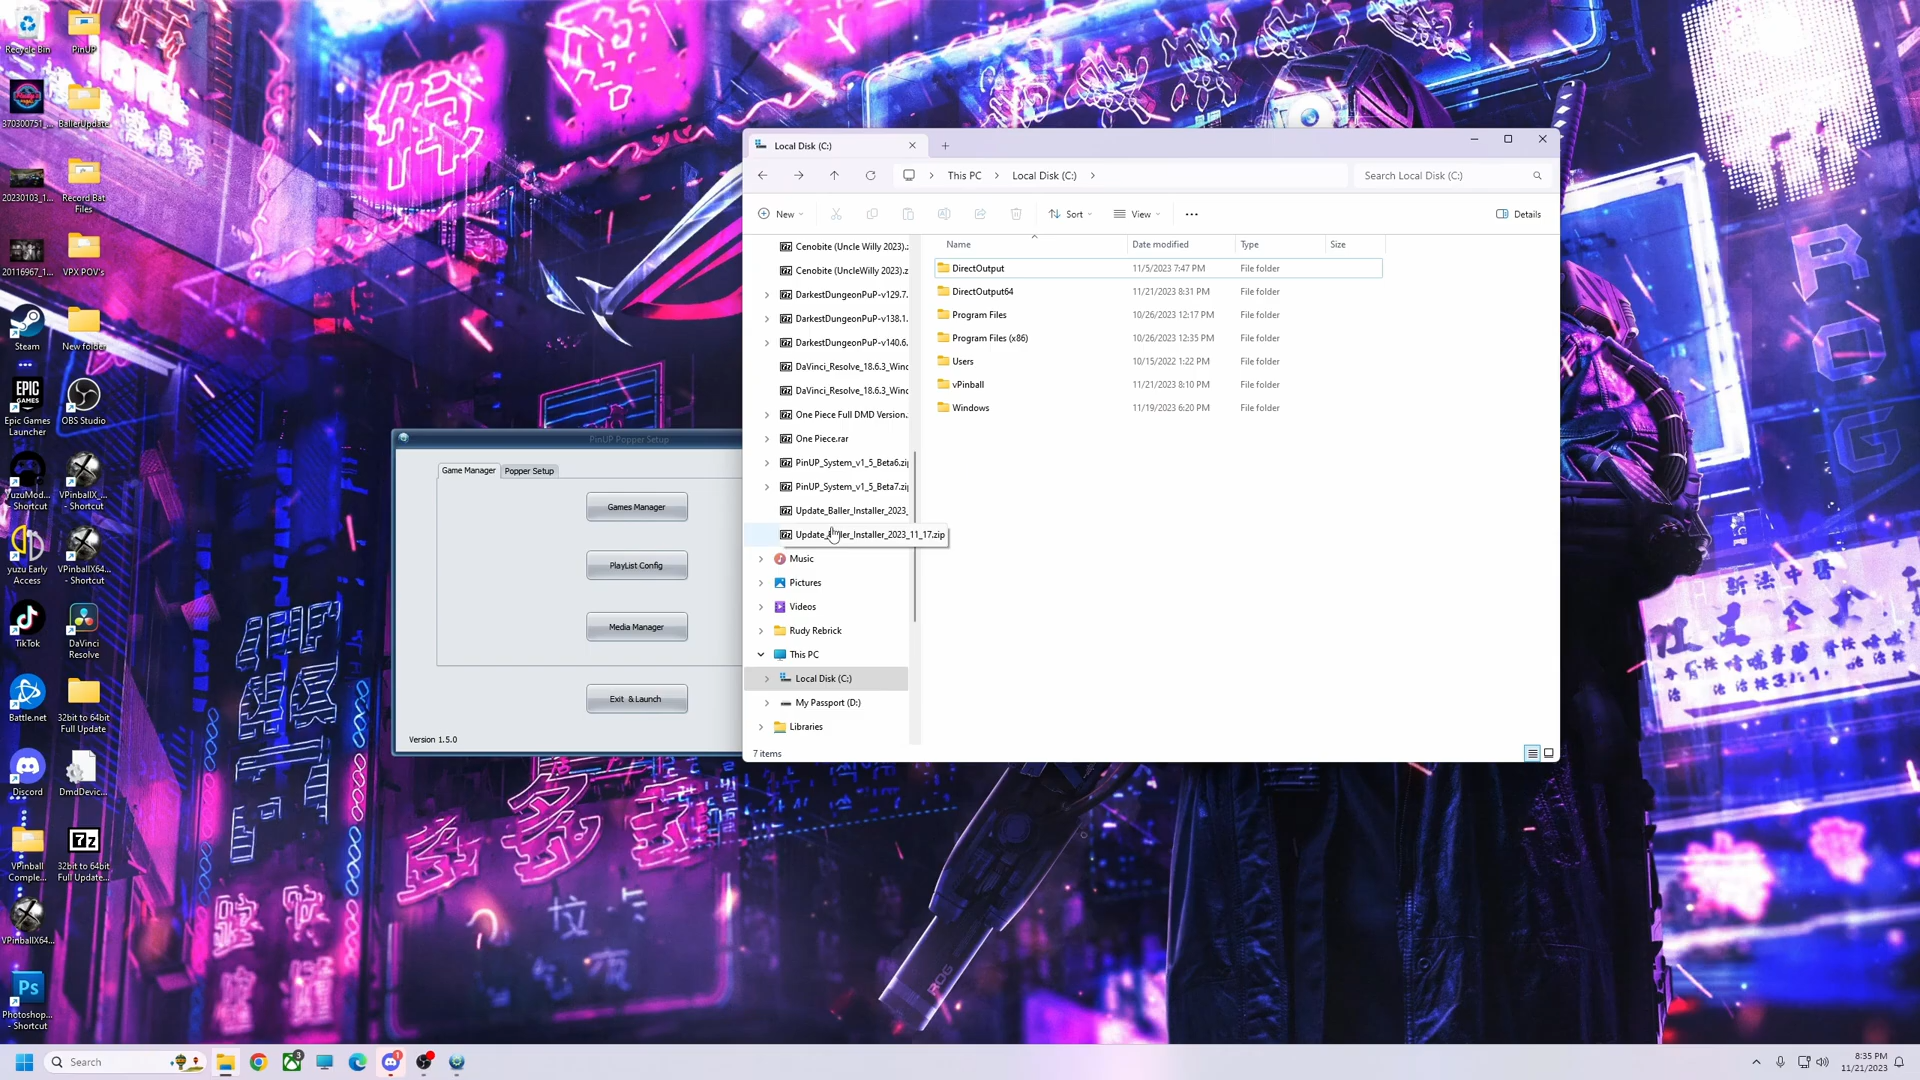 Recycle Bin
PinUP
370300751_...
BallerUpdate
20230103_1...
Record Bat
Files
20116967_1...
VPX POV's
Steam
New folder
EPIC
GAMES
Epic Games
Launcher
OBS Studio
YuzuMod...
- Shortcut
VPinballX_...
- Shortcut
yuzu Early
Access
VPinballX64...
- Shortcut
TikTok
DaVinci
Resolve
Battle.net
32bit to 64bit
Full Update
Discord
DmdDevic...
VPinball
Comple...
7z
32bit to 64bit
Full Update...
VPinballX64...
Ps
Photoshop...
- Shortcut
PinUP Popper Setup
Game Manager
Popper Setup
Games Manager
PlayList Config
Media Manager
Exit & Launch
Version 1.5.0
Local Disk (C:)
This PC
Local Disk (C:)
Search Local Disk (C:)
New
Sort
View
Details
Cenobite (Uncle Willy 2023).:
Cenobite (UncleWilly 2023).z
DarkestDungeonPuP-v129.7.
DarkestDungeonPuP-v138.1.
DarkestDungeonPuP-v140.6.
DaVinci_Resolve_18.6.3_Winc
DaVinci_Resolve_18.6.3_Winc
One Piece Full DMD Version.
One Piece.rar
PinUP_System_v1_5_Beta6.zi
PinUP_System_v1_5_Beta7.zi
Update_Baller_Installer_2023_
Update_Baller_Installer_2023_11_17.zip
Music
Pictures
Videos
Rudy Rebrick
This PC
Local Disk (C:)
My Passport (D:)
Libraries
Name Date modified Type Size
DirectOutput 11/5/2023 7:47 PM File folder
DirectOutput64 11/21/2023 8:31 PM File folder
Program Files 10/26/2023 12:17 PM File folder
Program Files (x86) 10/26/2023 12:35 PM File folder
Users 10/15/2022 1:22 PM File folder
vPinball 11/21/2023 8:10 PM File folder
Windows 11/19/2023 6:20 PM File folder
7 items
ROG
ROG
Search
3
1
8:35 PM
11/21/2023